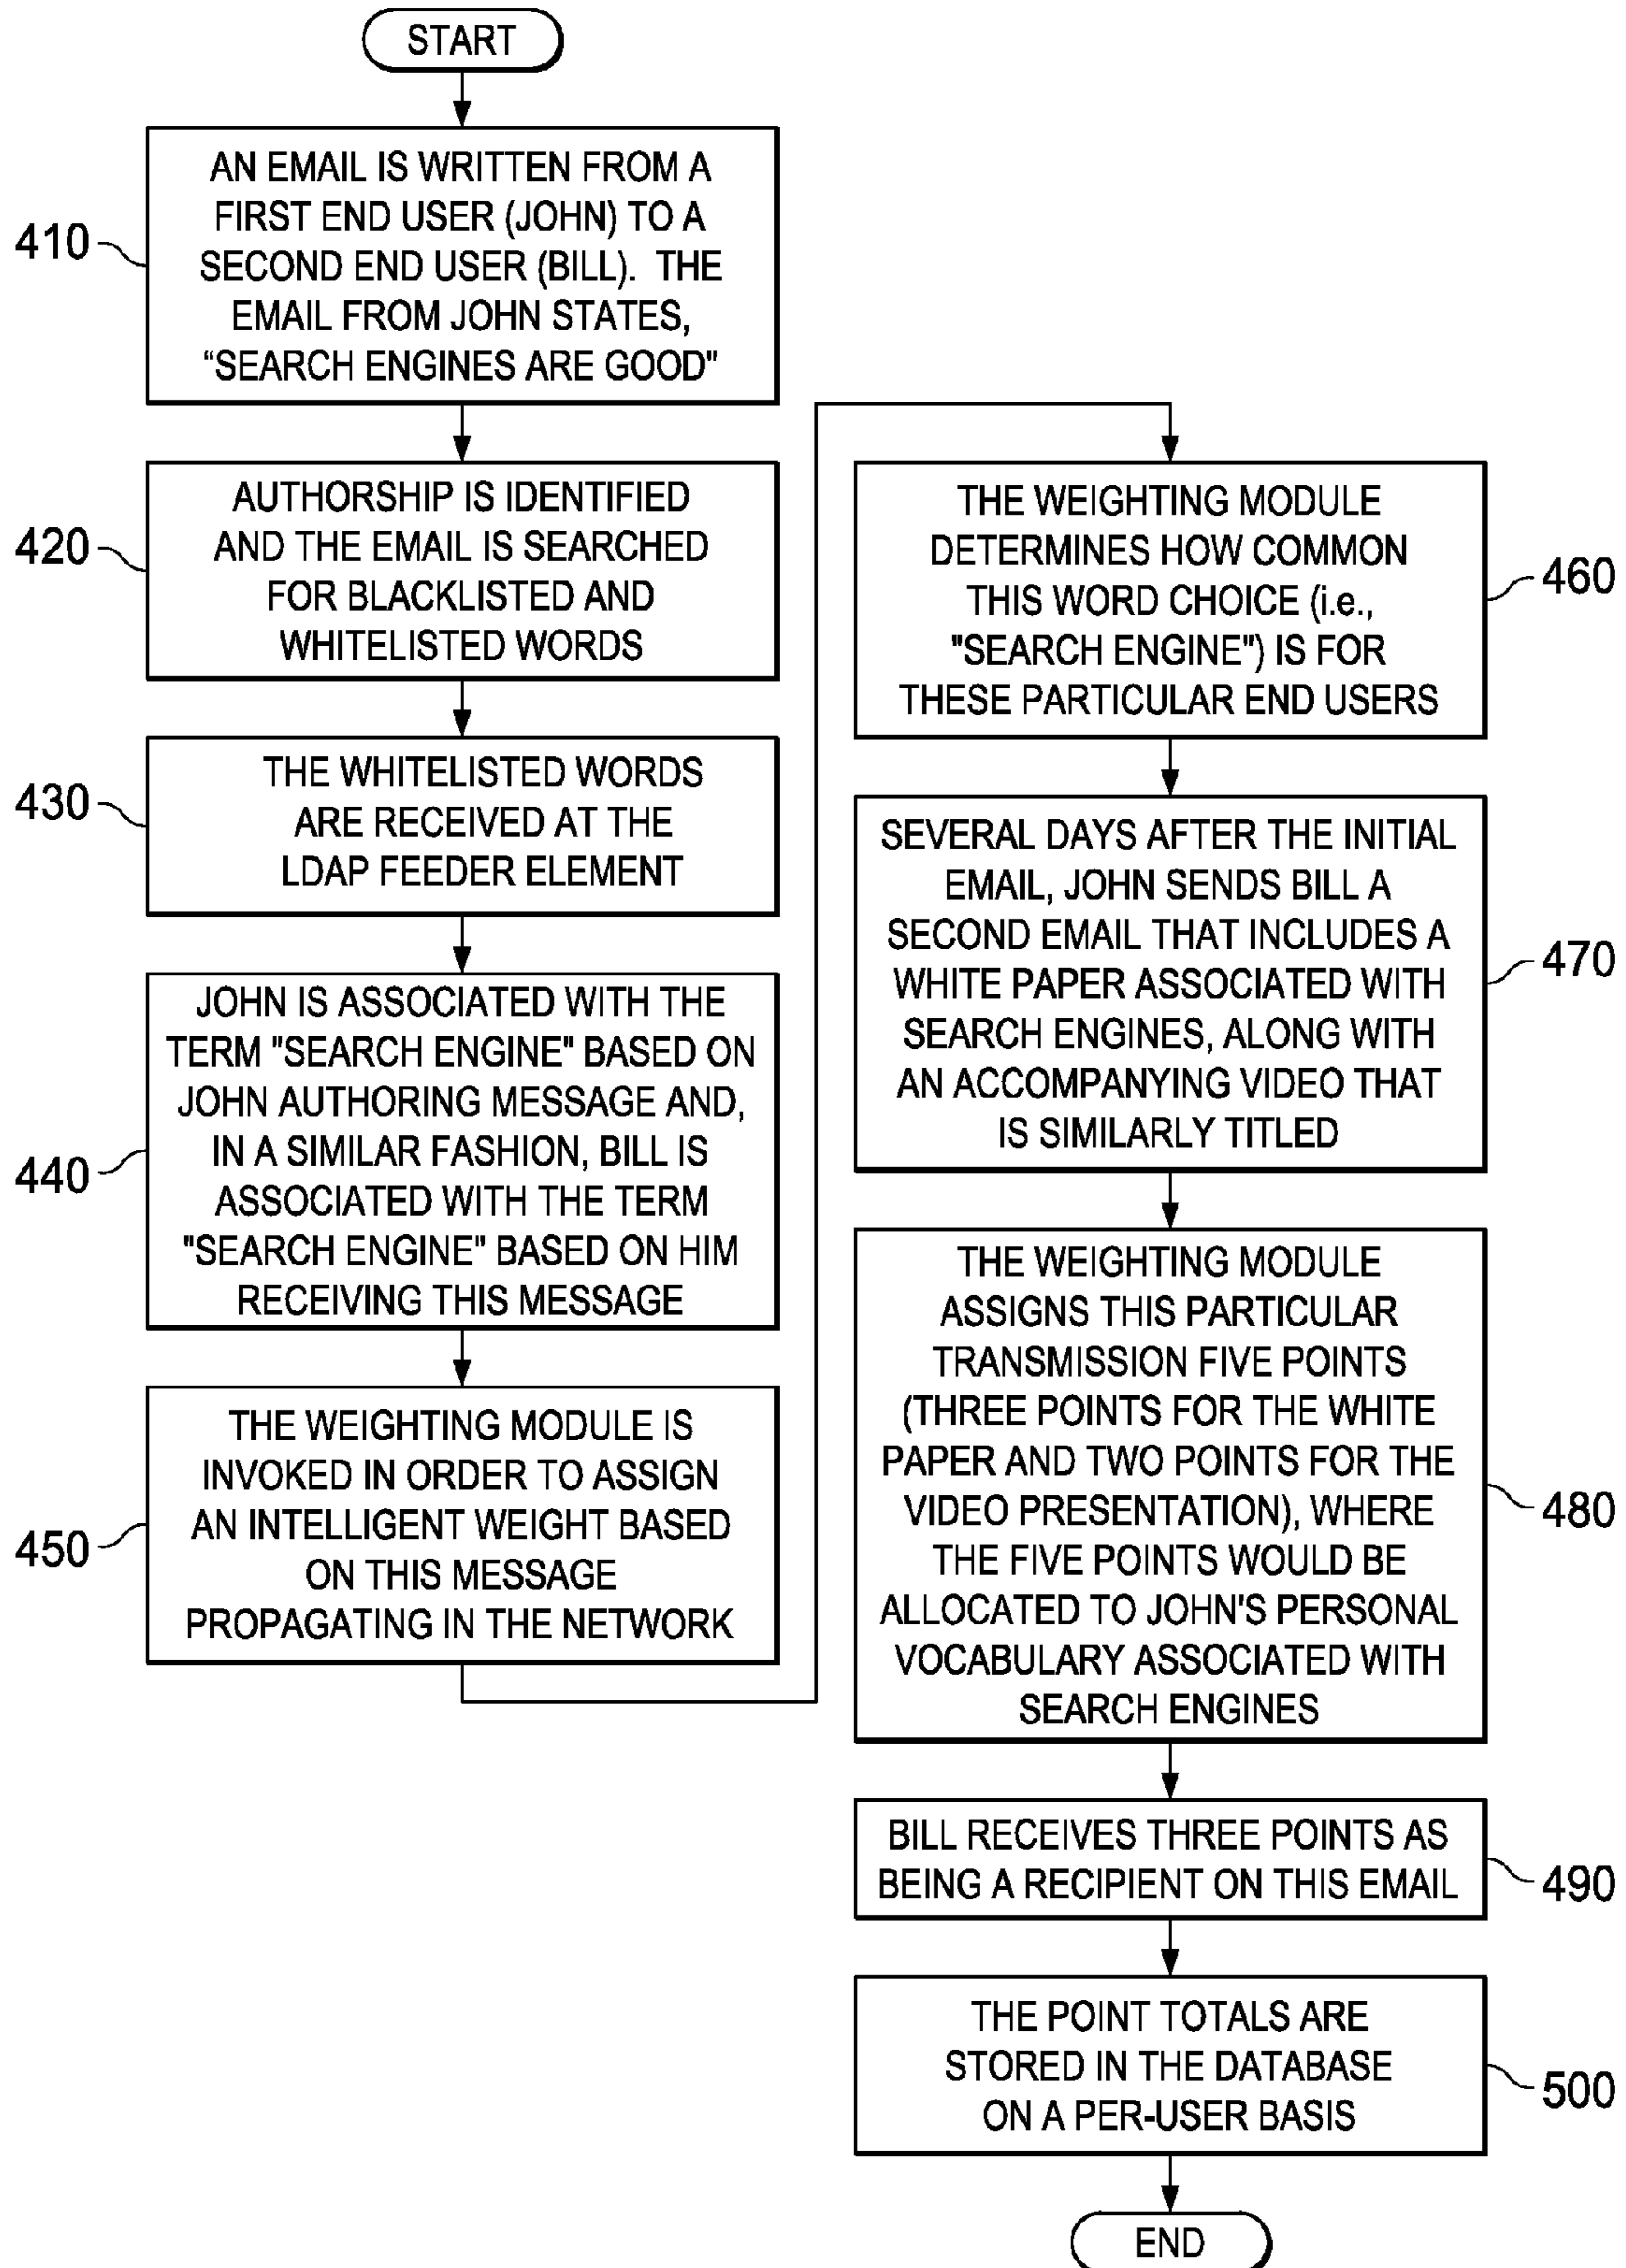 START
410
AN EMAIL IS WRITTEN FROM A
FIRST END USER (JOHN) TO A
SECOND END USER (BILL). THE
EMAIL FROM JOHN STATES,
“SEARCH ENGINES ARE GOOD"
420
AUTHORSHIP IS IDENTIFIED
AND THE EMAIL IS SEARCHED
FOR BLACKLISTED AND
WHITELISTED WORDS
430
THE WHITELISTED WORDS
ARE RECEIVED AT THE
LDAP FEEDER ELEMENT
440
JOHN IS ASSOCIATED WITH THE
TERM "SEARCH ENGINE" BASED ON
JOHN AUTHORING MESSAGE AND,
IN A SIMILAR FASHION, BILL IS
ASSOCIATED WITH THE TERM
"SEARCH ENGINE" BASED ON HIM
RECEIVING THIS MESSAGE
450
THE WEIGHTING MODULE IS
INVOKED IN ORDER TO ASSIGN
AN INTELLIGENT WEIGHT BASED
ON THIS MESSAGE
PROPAGATING IN THE NETWORK
THE WEIGHTING MODULE
DETERMINES HOW COMMON
THIS WORD CHOICE (i.e.,
"SEARCH ENGINE") IS FOR
THESE PARTICULAR END USERS
460
SEVERAL DAYS AFTER THE INITIAL
EMAIL, JOHN SENDS BILL A
SECOND EMAIL THAT INCLUDES A
WHITE PAPER ASSOCIATED WITH
SEARCH ENGINES, ALONG WITH
AN ACCOMPANYING VIDEO THAT
IS SIMILARLY TITLED
470
THE WEIGHTING MODULE
ASSIGNS THIS PARTICULAR
TRANSMISSION FIVE POINTS
(THREE POINTS FOR THE WHITE
PAPER AND TWO POINTS FOR THE
VIDEO PRESENTATION), WHERE
THE FIVE POINTS WOULD BE
ALLOCATED TO JOHN'S PERSONAL
VOCABULARY ASSOCIATED WITH
SEARCH ENGINES
480
BILL RECEIVES THREE POINTS AS
BEING A RECIPIENT ON THIS EMAIL
490
THE POINT TOTALS ARE
STORED IN THE DATABASE
ON A PER-USER BASIS
500
END